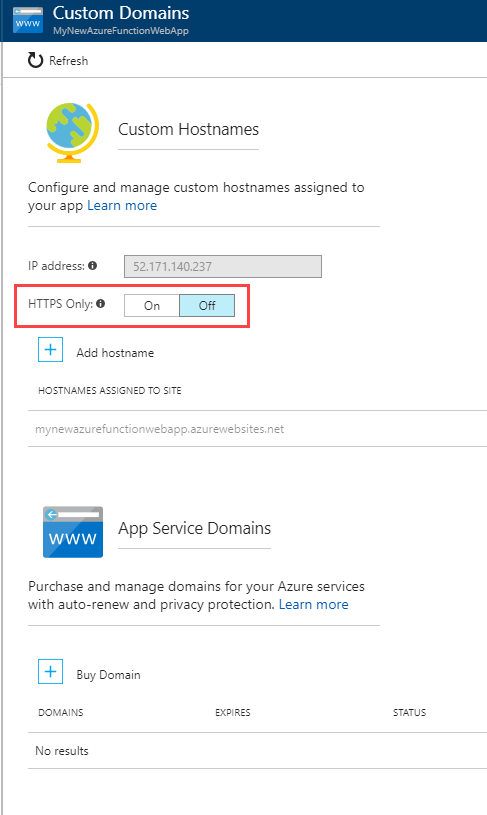 Custom Domains
MyNewAzureFunctionWebApp
Refresh
Custom Hostnames
Configure and manage custom hostnames assigned to
your app Learn more
IP address: 52.171.140.237
HTTPS Only: On Off
Add hostname
HOSTNAMES ASSIGNED TO SITE
mynewazurefunctionwebapp.azurewebsites.net
www App Service Domains
Purchase and manage domains for your Azure services
with auto-renew and privacy protection. Learn more
Buy Domain
DOMAINS EXPIRES STATUS
No results